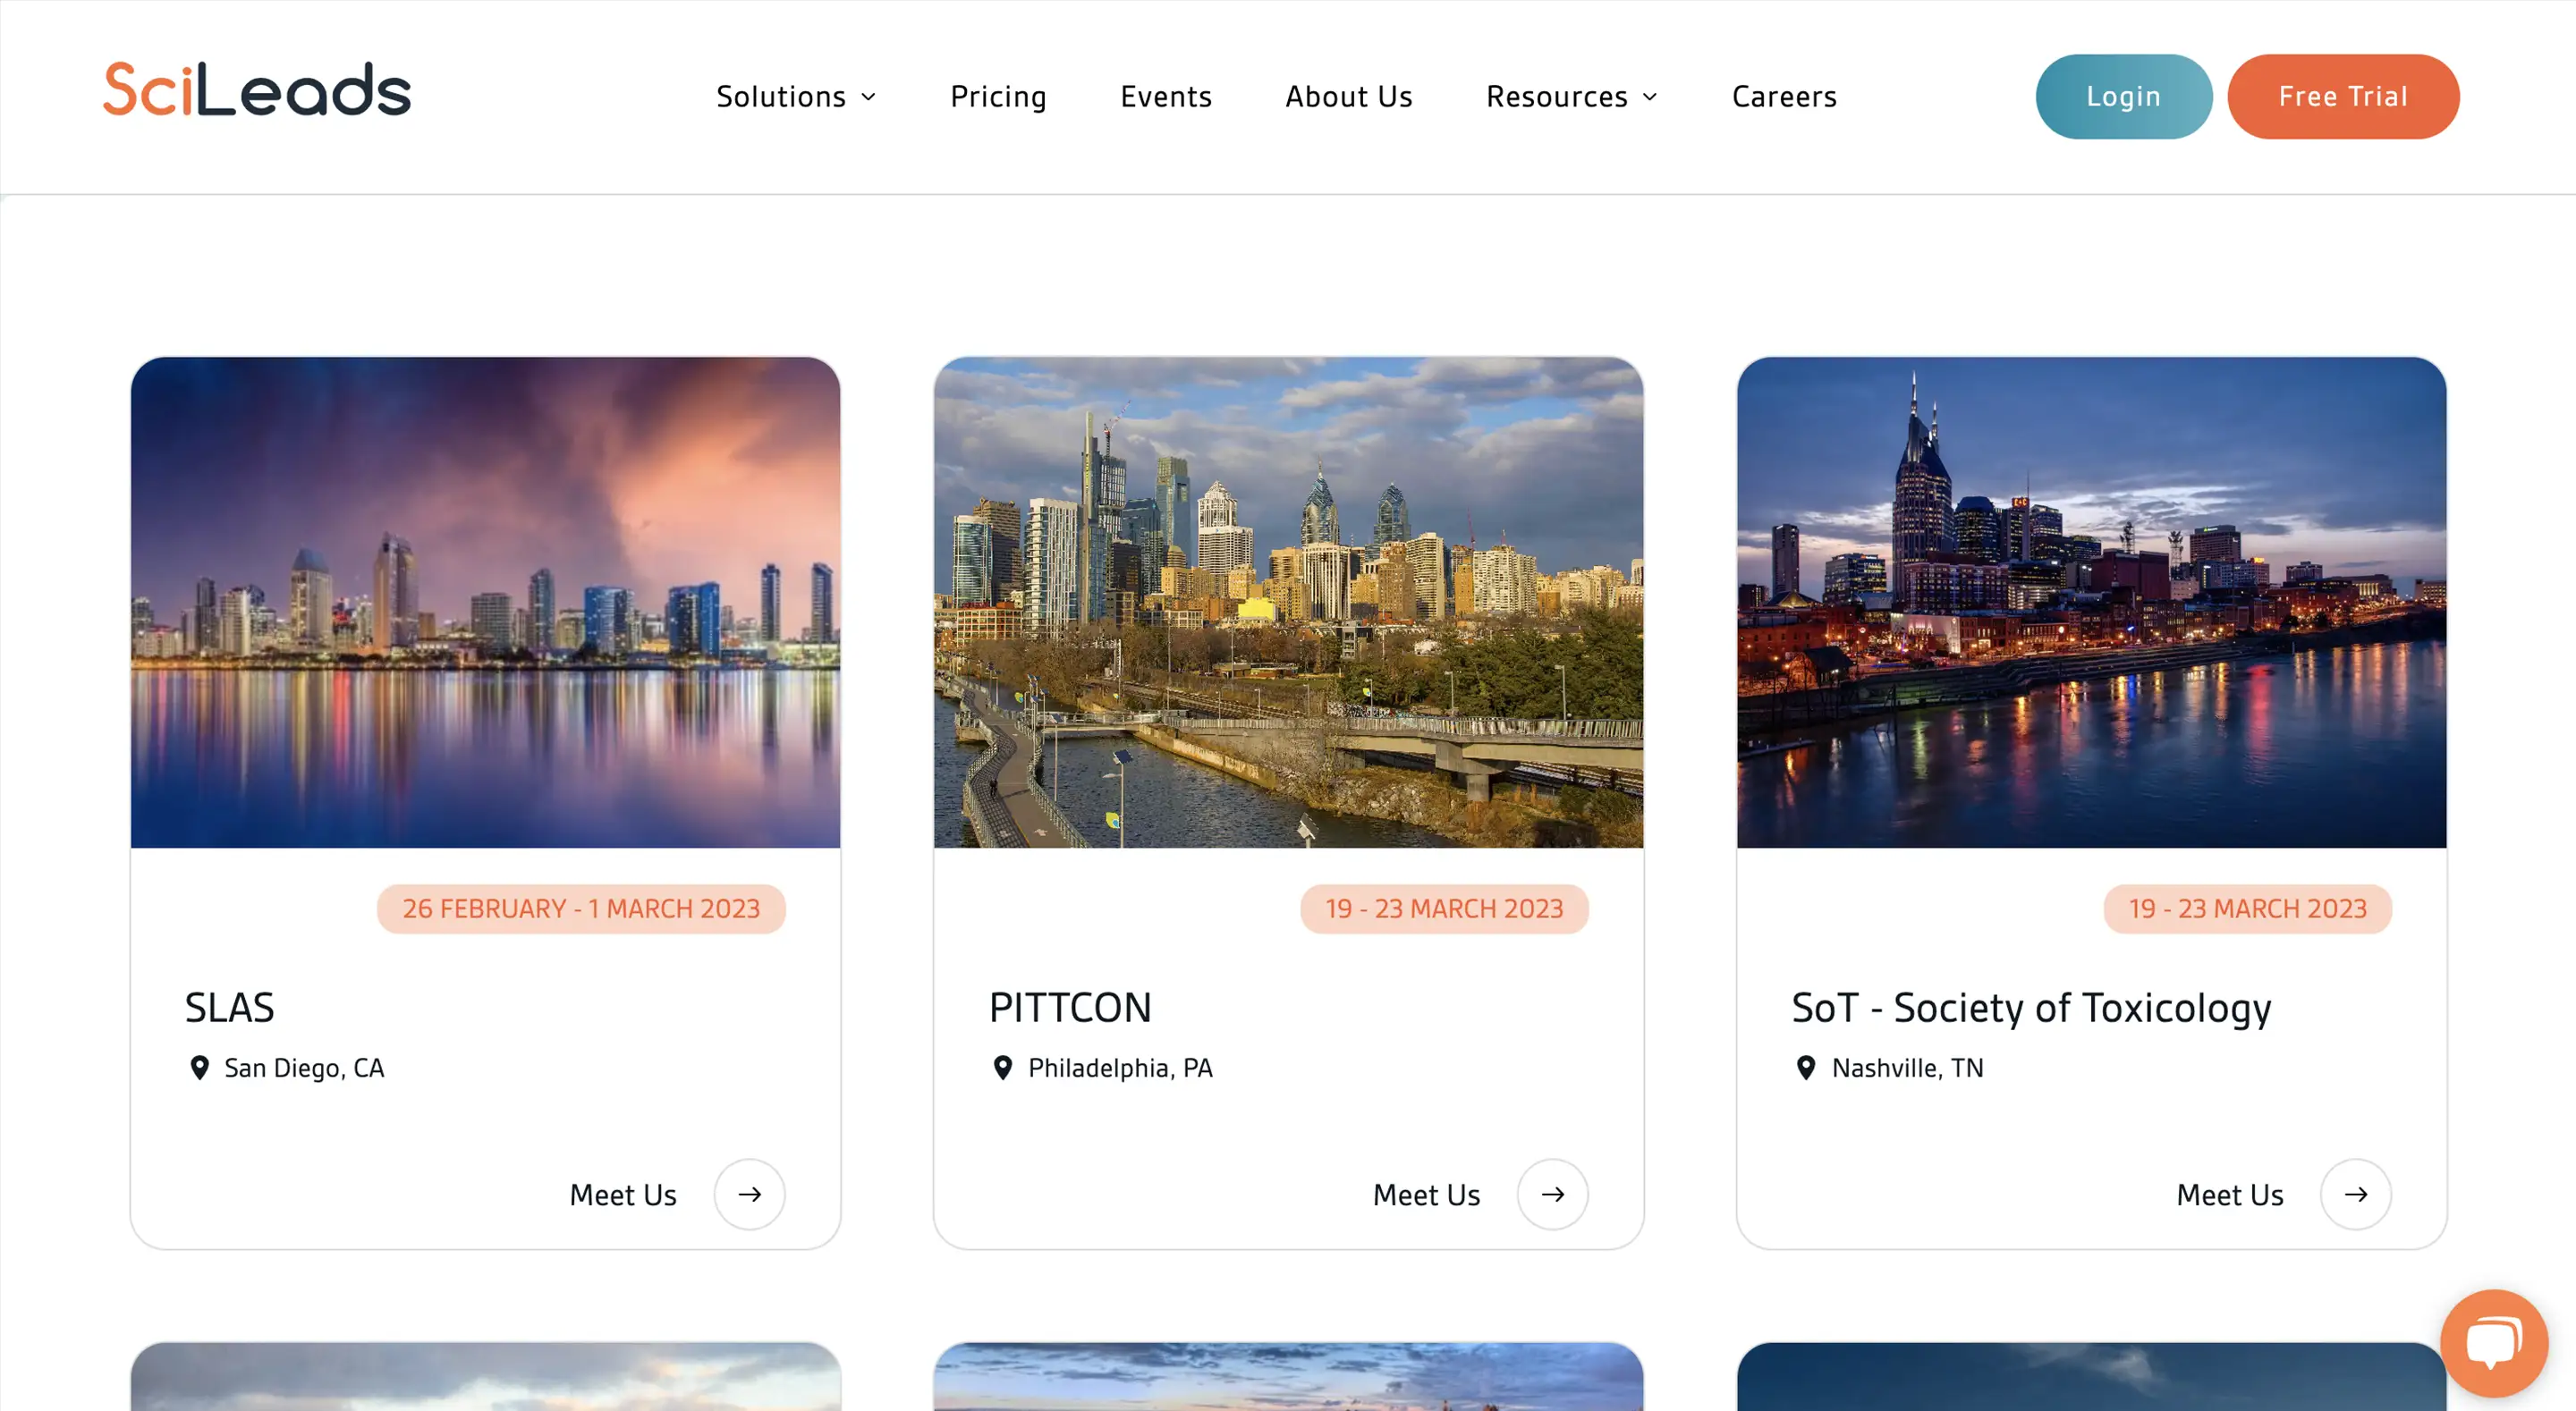 SciLeads
Solutions
Pricing
Events
About Us
Resources
Careers
Login
Free Trial
26 FEBRUARY - 1 MARCH 2023
SLAS
San Diego, CA
Meet Us
19 - 23 MARCH 2023
PITTCON
Philadelphia, PA
Meet Us
19 - 23 MARCH 2023
SoT - Society of Toxicology
Nashville, TN
Meet Us